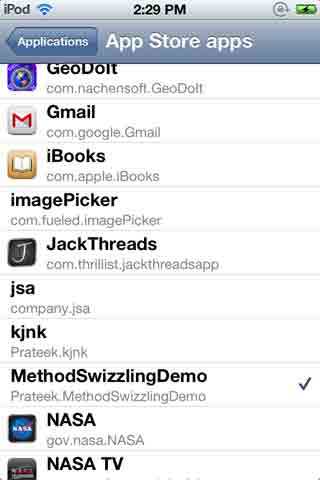 iPod 2:29 PM
Applications App Store apps
GeoDoIt
com.nachensoft.GeoDoIt
Gmail
com.google.Gmail
iBooks
com.apple.iBooks
imagePicker
com.fueled.imagePicker
J
JackThreads
com.thrillist.jackthreadsapp
jsa
company.jsa
kjnk
Prateek.kjnk
MethodSwizzlingDemo
Prateek.MethodSwizzlingDemo
NASA
gov.nasa.NASA
NASA TV